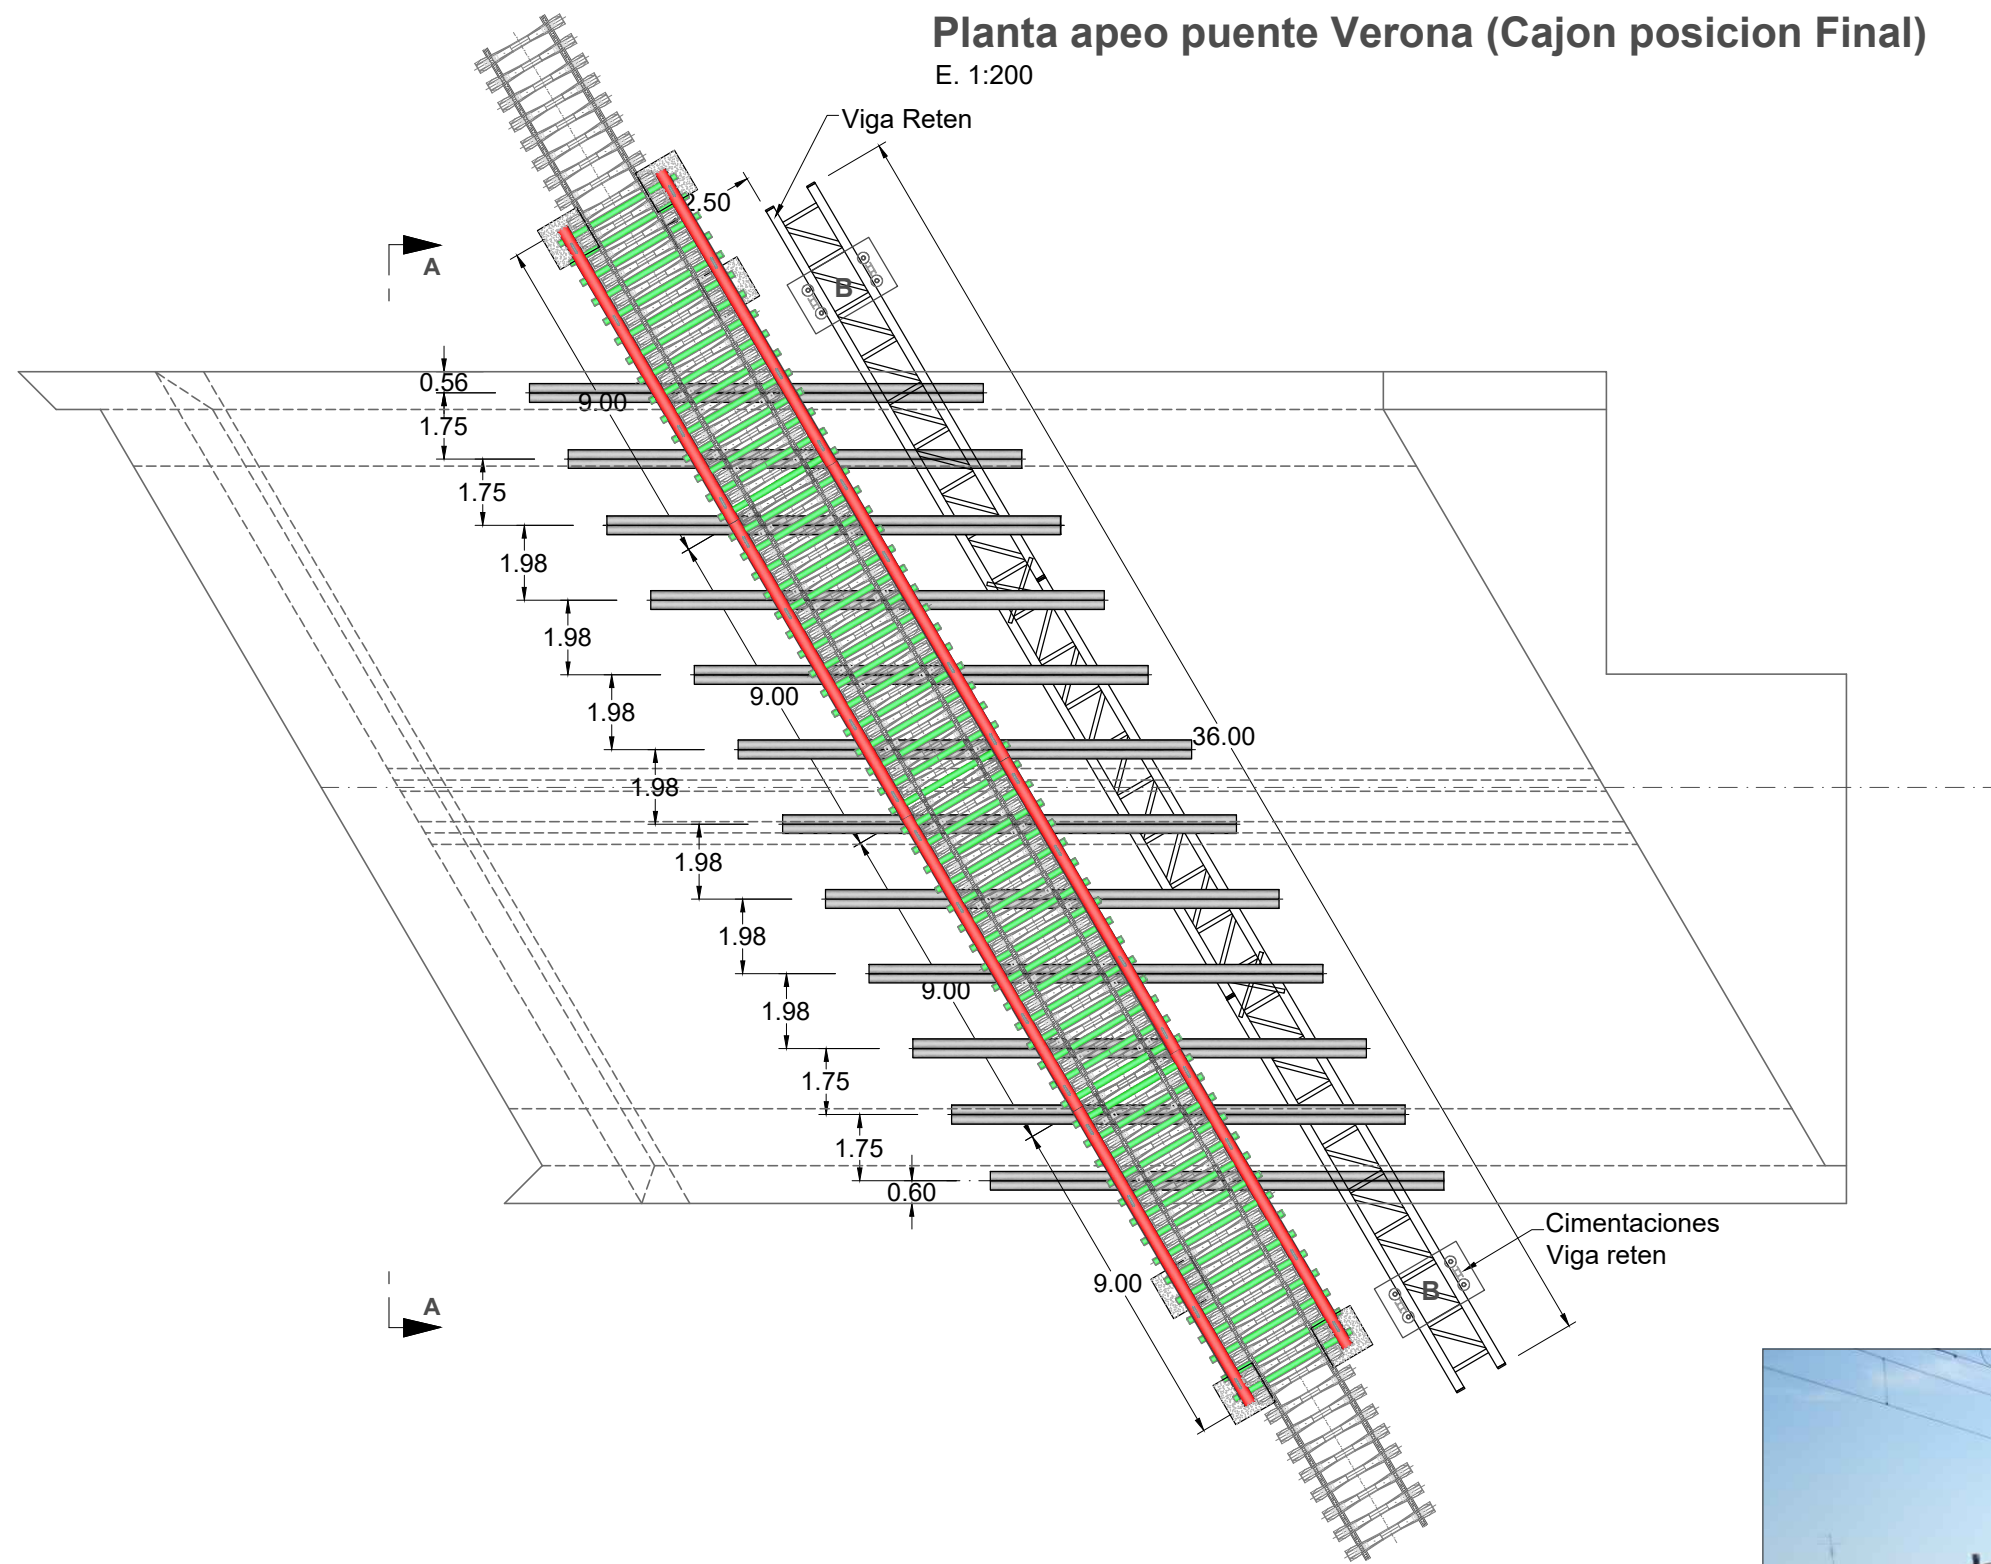 Planta apeo puente Verona (Cajon posicion Final)
E. 1:200
Viga Reten
2.50
A
B
0.56
9.00
1.75
1.75
1.98
1.98
9.00
1.98
36.00
1.98
1.98
1.98
9.00
1.98
1.75
1.75
0.60
Cimentaciones
Viga reten
9.00
B
A